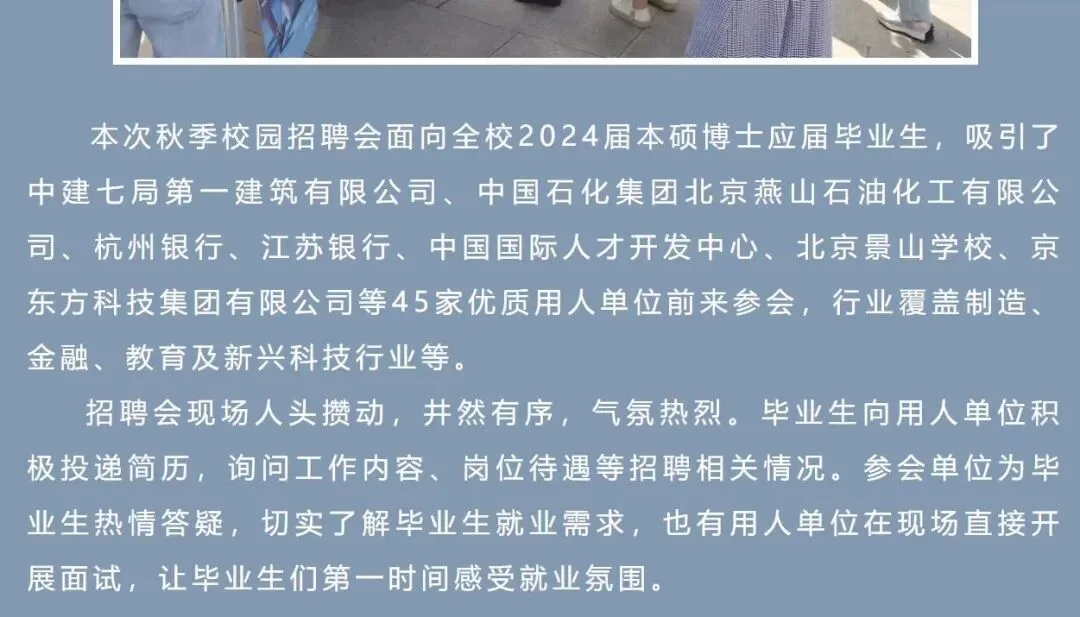 本次秋季校园招聘会面向全校2024届本硕博士应届毕业生，吸引了
中建七局第一建筑有限公司、中国石化集团北京燕山石油化工有限公
司、杭州银行、江苏银行、中国国际人才开发中心、北京景山学校、京
东方科技集团有限公司等45家优质用人单位前来参会，行业覆盖制造、
金融、教育及新兴科技行业等。
招聘会现场人头攒动，井然有序，气氛热烈。毕业生向用人单位积
极投递简历，询问工作内容、岗位待遇等招聘相关情况。参会单位为毕
业生热情答疑，切实了解毕业生就业需求，也有用人单位在现场直接开
展面试，让毕业生们第一时间感受就业氛围。